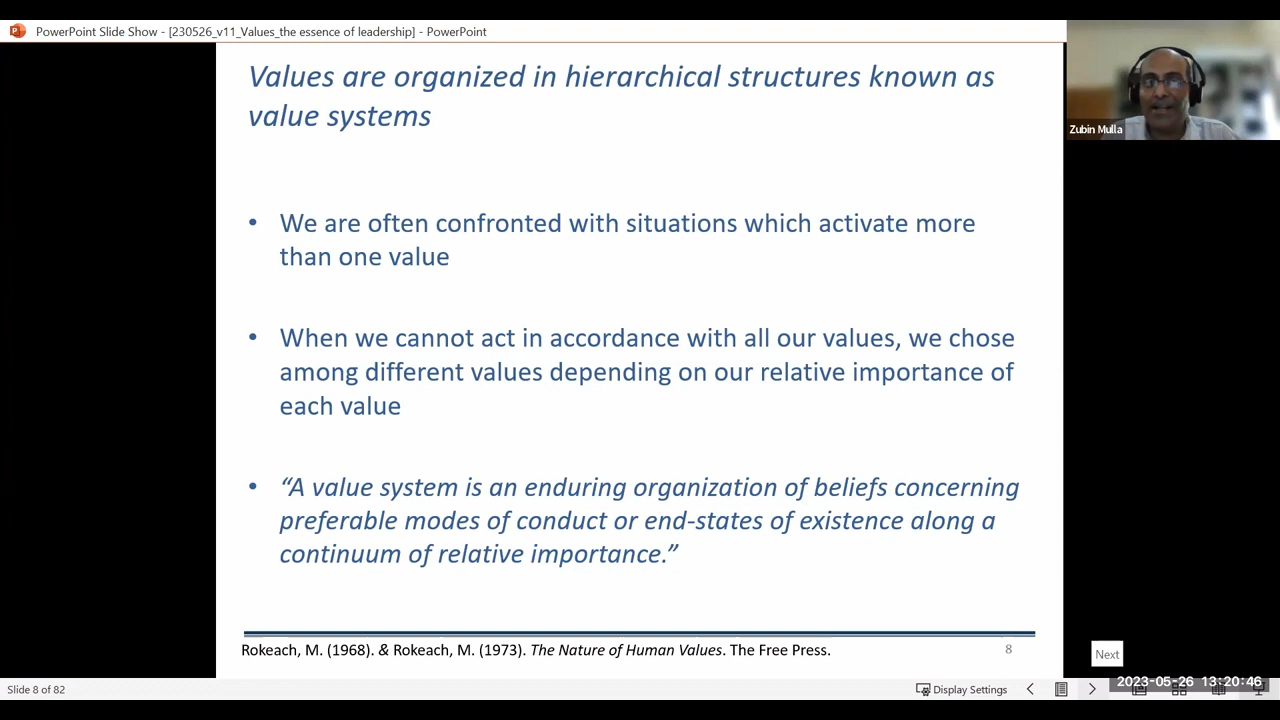 PowerPoint Slide Show - [230526_v11_Values_the essence of leadership] - PowerPoint
Values are organized in hierarchical structures known as
value systems
Zubin Mulla
• We are often confronted with situations which activate more
than one value
• When we cannot act in accordance with all our values, we chose
among different values depending on our relative importance of
each value
• “A value system is an enduring organization of beliefs concerning
preferable modes of conduct or end-states of existence along a
continuum of relative importance.”
Rokeach, M. (1968). & Rokeach, M. (1973). The Nature of Human Values. The Free Press.
8
Next
Slide 8 of 82
Display Settings
2023-05-26 13:20:46